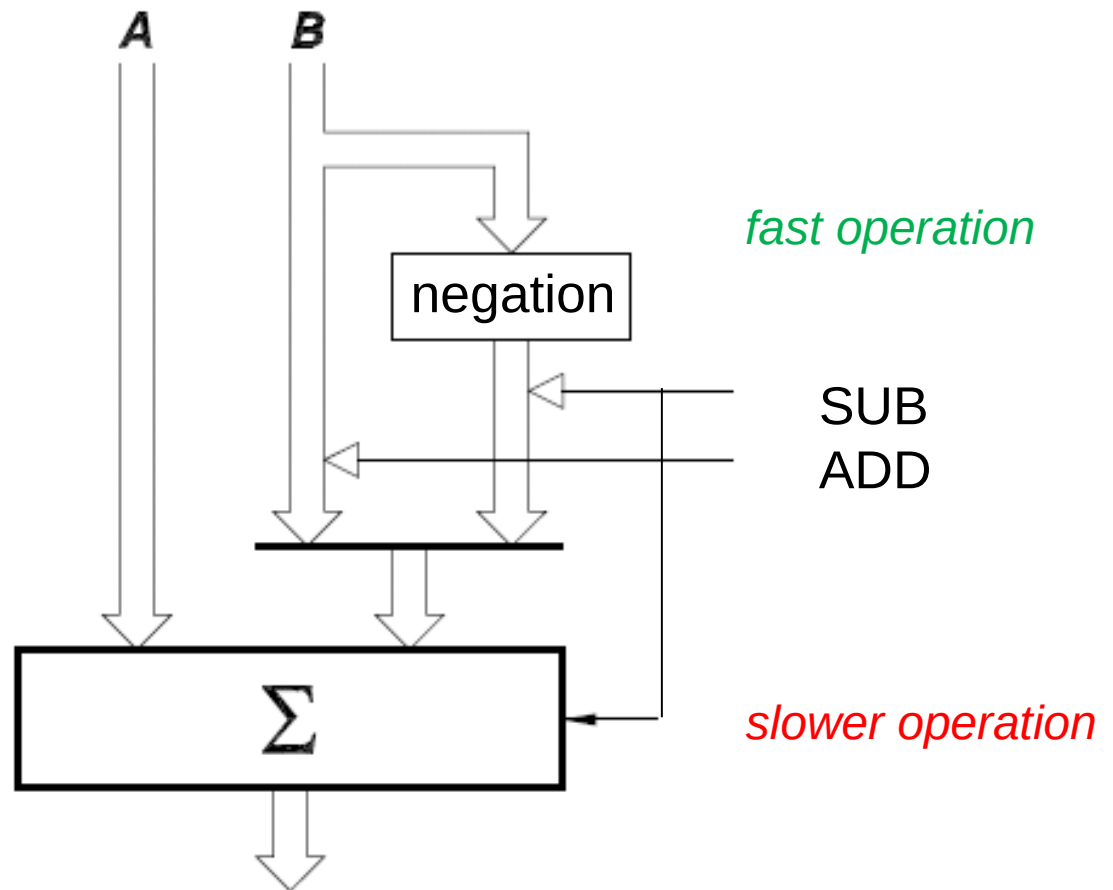 A B
fast operation
negation
SUB
ADD
Σ
slower operation